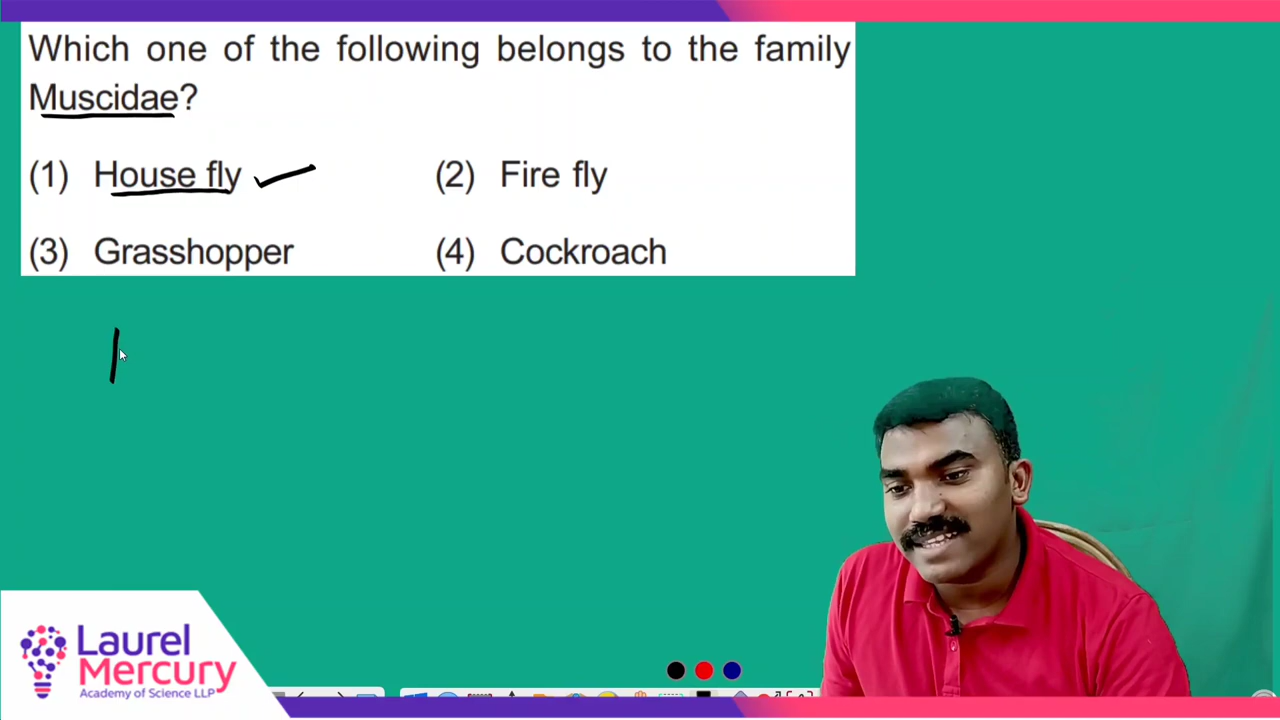 Which one of the following belongs to the family
Muscidae?
(1) House fly (2) Fire fly
(3) Grasshopper (4) Cockroach
Laurel
Mercury
Academy of Science LLP